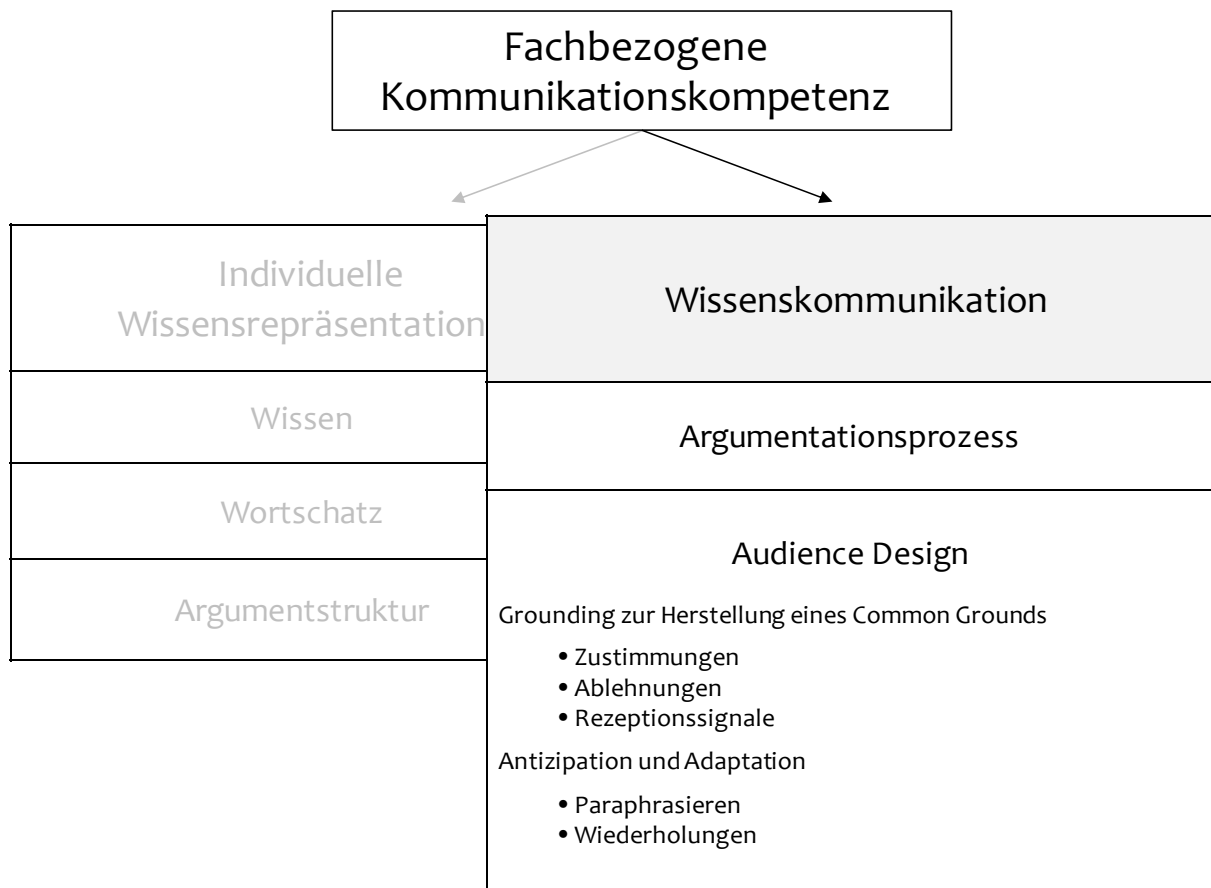 Fachbezogene
Kommunikationskompetenz
Individuelle
Wissensrepräsentation
Wissen
Wortschatz
Argumentstruktur
Wissenskommunikation
Argumentationsprozess
Audience Design
Grounding zur Herstellung eines Common Grounds
• Zustimmungen
• Ablehnungen
• Rezeptionssignale
Antizipation und Adaptation
• Paraphrasieren
• Wiederholungen